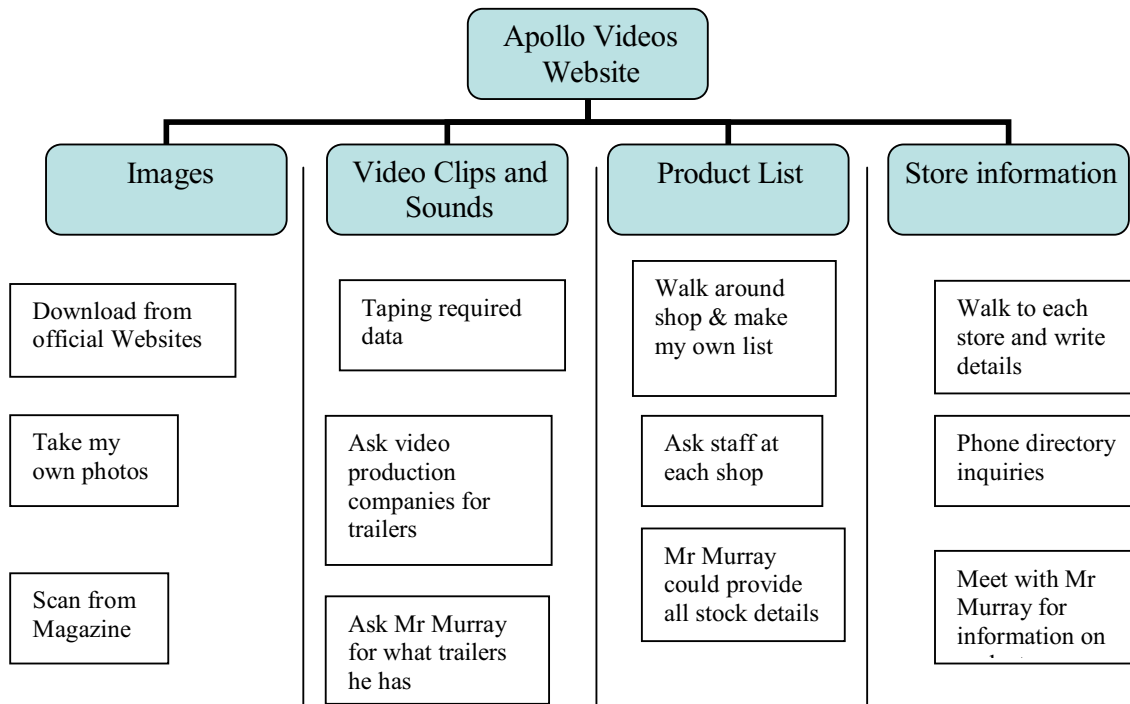 Apollo Videos
Website
Images
Video Clips and
Sounds
Product List
Store information
Download from
official Websites
Take my
own photos
Scan from
Magazine
Taping required
data
Ask video
production
companies for
trailers
Ask Mr Murray
for what trailers
he has
Walk around
shop & make
my own list
Ask staff at
each shop
Mr Murray
could provide
all stock details
Walk to each
store and write
details
Phone directory
inquiries
Meet with Mr
Murray for
information on